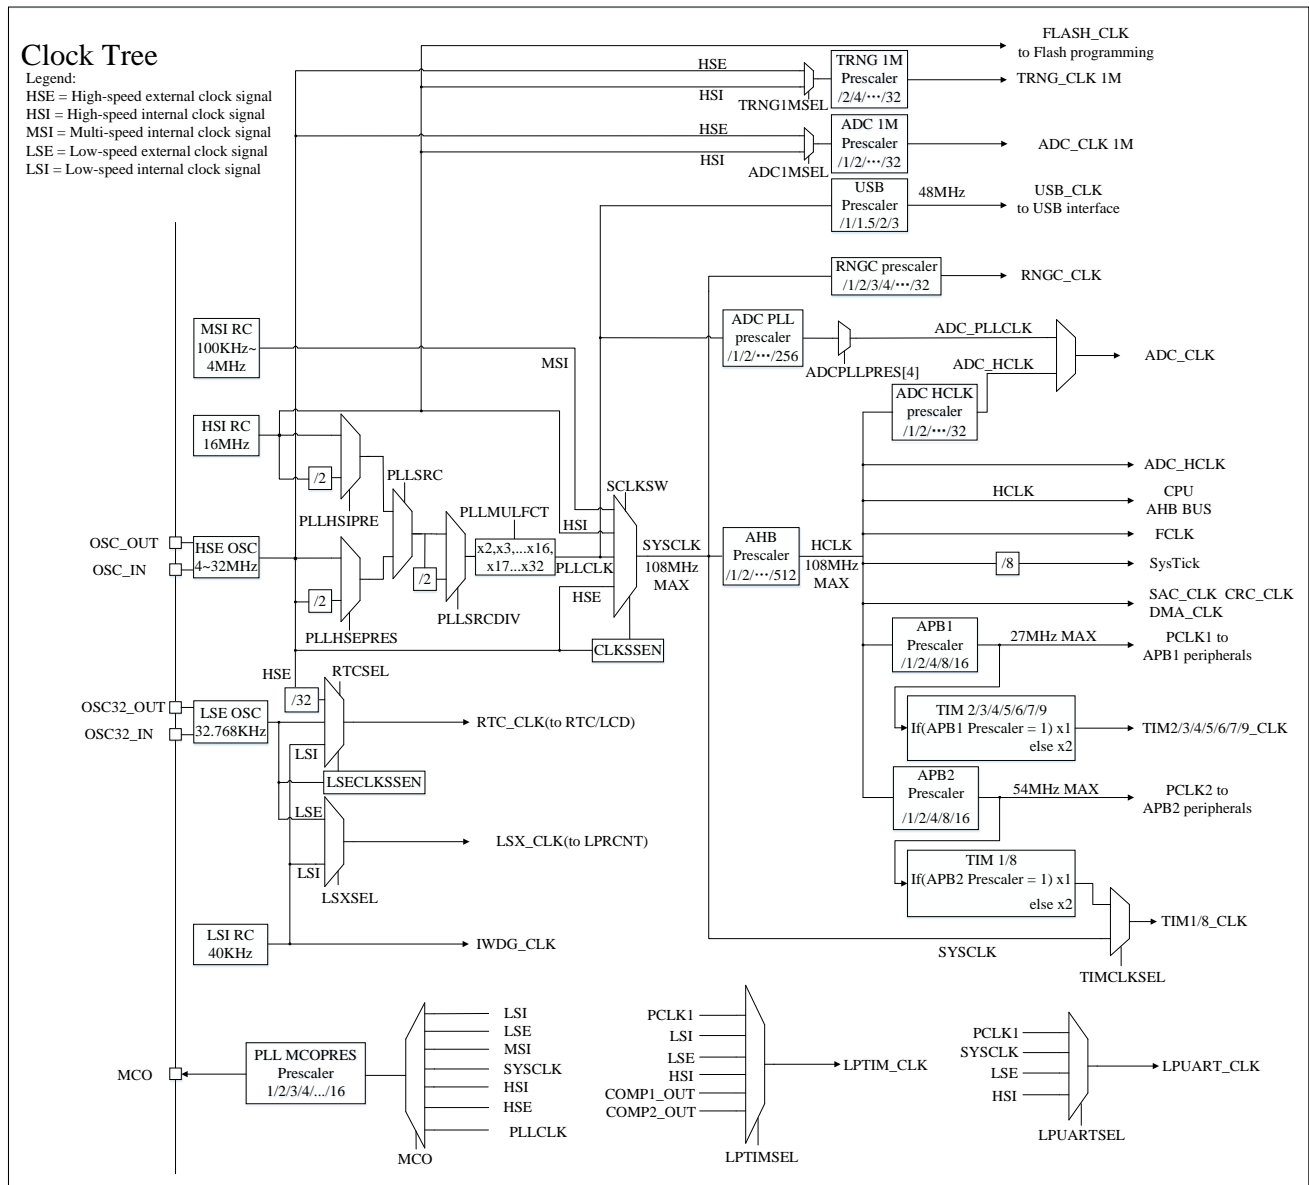 Clock Tree
Legend:
HSE = High-speed external clock signal
HSI = High-speed internal clock signal
MSI = Multi-speed internal clock signal
LSE = Low-speed external clock signal
LSI = Low-speed internal clock signal
FLASH_CLK
to Flash programming
HSE
HSI
TRNG1MSEL
TRNG 1M
Prescaler
/2/4/···/32
TRNG_CLK 1M
HSE
HSI
ADC1MSEL
ADC 1M
Prescaler
/1/2/···/32
ADC_CLK 1M
USB
Prescaler
/1/1.5/2/3
48MHz
USB_CLK
to USB interface
RNGC prescaler
/1/2/3/4/···/32
RNGC_CLK
MSI RC
100KHz~
4MHz
MSI
ADC PLL
prescaler
/1/2/···/256
ADCPLLPRES[4]
ADC_PLLCLK
ADC_HCLK
ADC_CLK
ADC HCLK
prescaler
/1/2/···/32
HSI RC
16MHz
/2
PLLHSIPRE
PLLSRC
PLLMULFCT
SCLKSW
ADC_HCLK
HCLK
CPU
AHB BUS
OSC_OUT
OSC_IN
HSE OSC
4~32MHz
/2
PLLHSEPRES
/2
PLLSRCDIV
x2,x3,...x16,
x17...x32
PLLCLK
HSI
HSE
SYSCLK
108MHz
MAX
AHB
Prescaler
/1/2/···/512
HCLK
108MHz
MAX
FCLK
/8
SysTick
SAC_CLK CRC_CLK
DMA_CLK
CLKSSEN
APB1
Prescaler
/1/2/4/8/16
27MHz MAX
PCLK1 to
APB1 peripherals
HSE
/32
RTCSEL
OSC32_OUT
OSC32_IN
LSE OSC
32.768KHz
RTC_CLK(to RTC/LCD)
LSI
LSECLKSSEN
TIM 2/3/4/5/6/7/9
If(APB1 Prescaler = 1) x1
else x2
TIM2/3/4/5/6/7/9_CLK
APB2
Prescaler
/1/2/4/8/16
54MHz MAX
PCLK2 to
APB2 peripherals
LSE
LSI
LSXSEL
LSX_CLK(to LPRCNT)
TIM 1/8
If(APB2 Prescaler = 1) x1
else x2
TIM1/8_CLK
SYSCLK
TIMCLKSEL
LSI RC
40KHz
IWDG_CLK
MCO
PLL MCOPRES
Prescaler
1/2/3/4/.../16
LSI
LSE
MSI
SYSCLK
HSI
HSE
PLLCLK
MCO
PCLK1
LSI
LSE
HSI
COMP1_OUT
COMP2_OUT
LPTIM_CLK
LPTIMSEL
PCLK1
SYSCLK
LSE
HSI
LPUART_CLK
LPUARTSEL